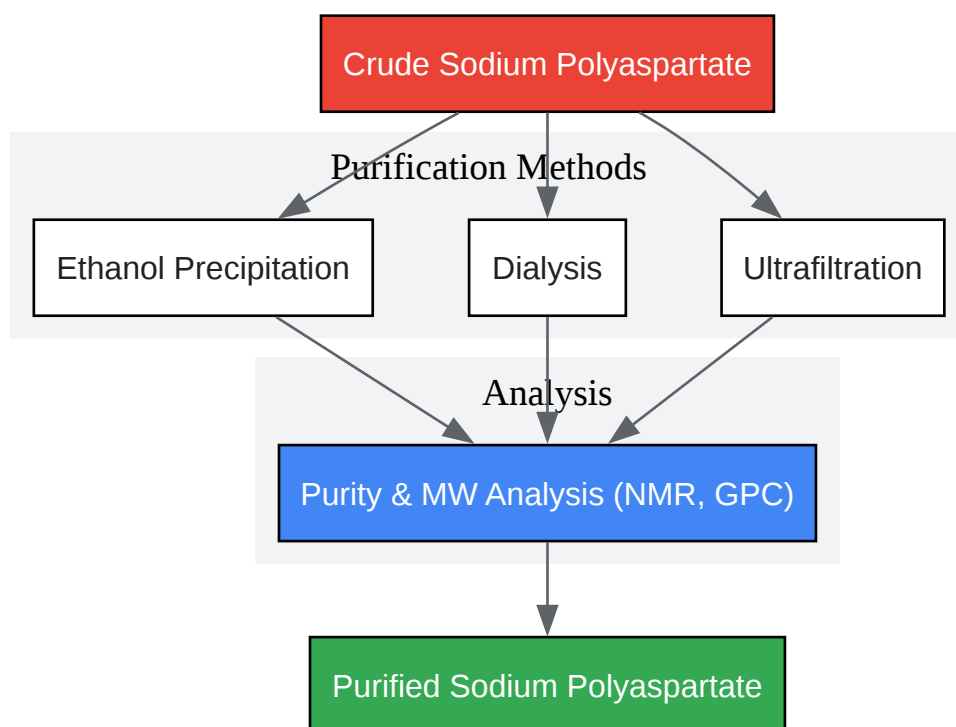 Crude Sodium Polyaspartate
Purification Methods
Ethanol Precipitation
Dialysis
Ultrafiltration
Analysis
Purity & MW Analysis (NMR, GPC)
Purified Sodium Polyaspartate